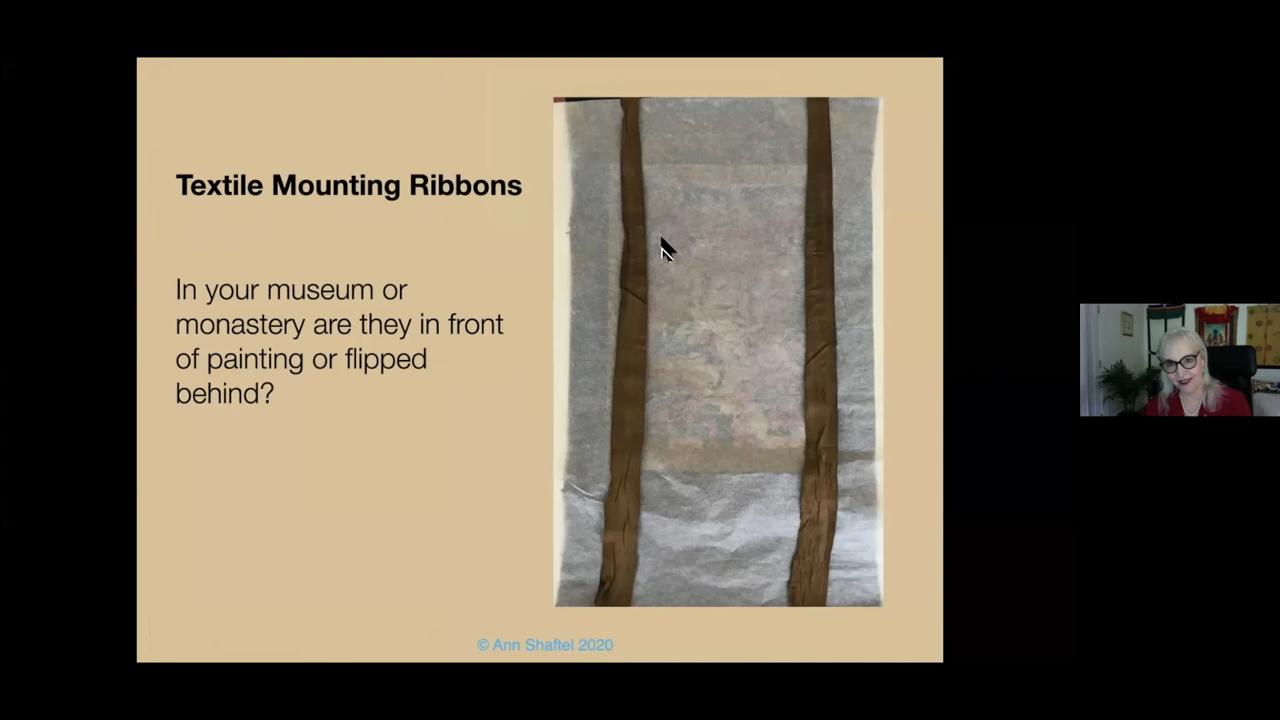 Textile Mounting Ribbons
In your museum or
monastery are they in front
of painting or flipped
behind?
© Ann Shaftel 2020